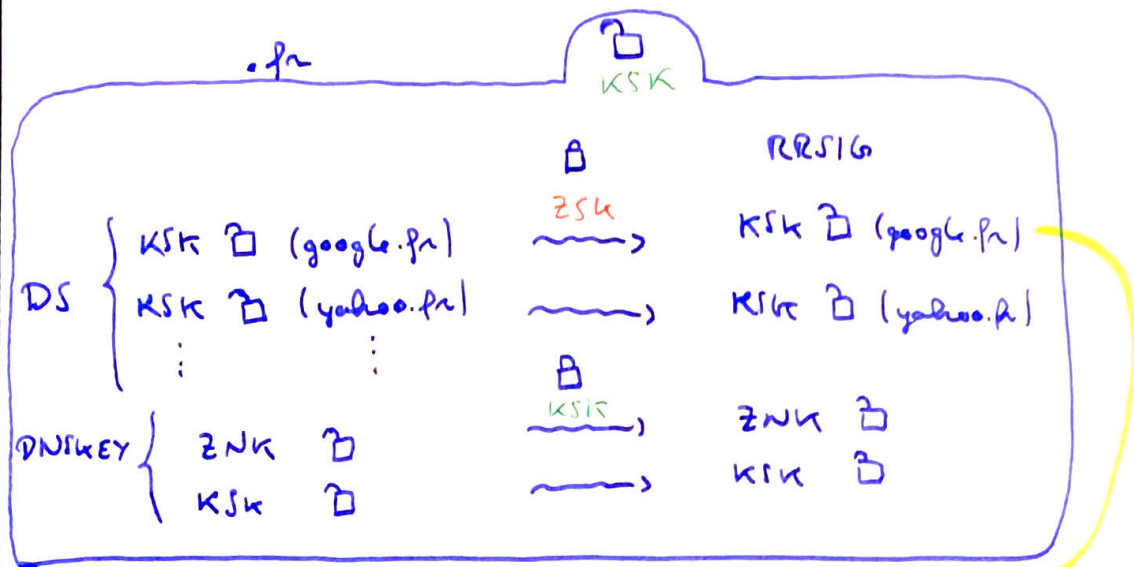 .fr
KSK
RRSIG
ZSK
KSK (google.fr)
KSK (google.fr)
DS
KSK (yahoo.fr)
KSK (yahoo.fr)
KSK
DNSKEY
ZNK
ZNK
KSK
KSK